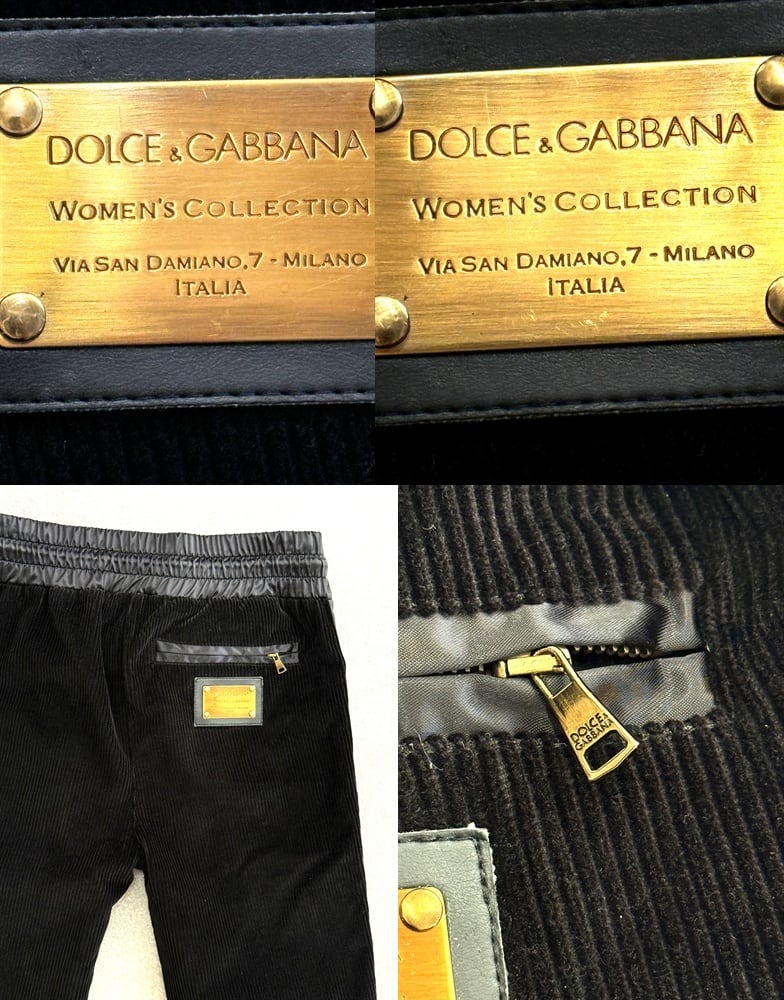 DOLCE & GABBANA
WOMEN'S COLLECTION
VIA SAN DAMIANO,7 - MILANO
ITALIA
DOLCE & GABBANA
WOMEN'S COLLECTION
VIA SAN DAMIANO,7 - MILANO
ITALIA
DOLCE&
GABBANA